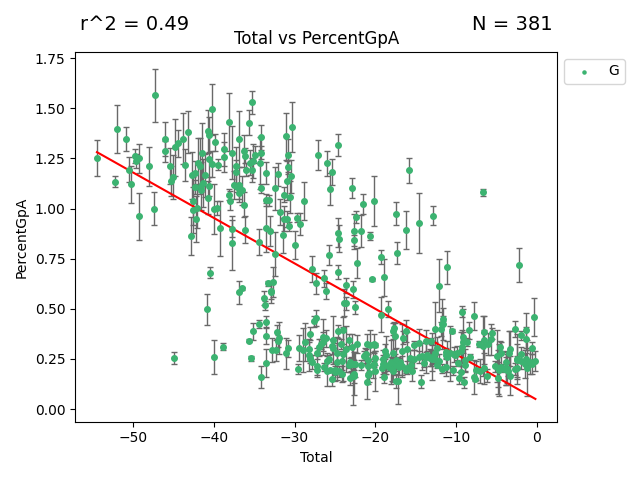 r^2 = 0.49
N = 381
Total vs PercentGpA
G
PercentGpA
1.75
1.50
1.25
1.00
0.75
0.50
0.25
0.00
−50
−40
−30
−20
−10
0
Total